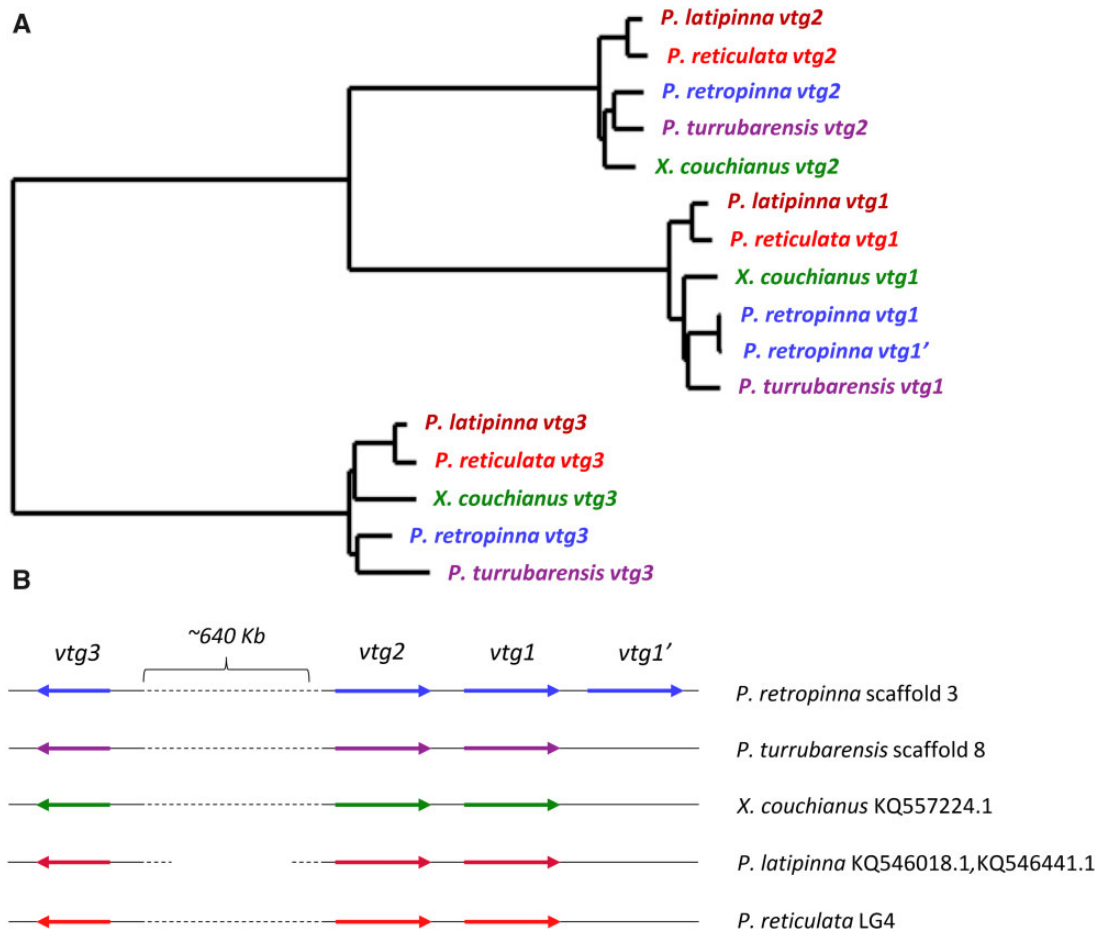 A
P. latipinna vtg2
P. reticulata vtg2
P. retropinna vtg2
P. turrubarensis vtg2
X. couchianus vtg2
P. latipinna vtg1
P. reticulata vtg1
X. couchianus vtg1
P. retropinna vtg1
P. retropinna vtg1’
P. turrubarensis vtg1
P. latipinna vtg3
P. reticulata vtg3
X. couchianus vtg3
P. retropinna vtg3
P. turrubarensis vtg3
B
~640 Kb
vtg3 vtg2 vtg1 vtg1’
P. retropinna scaffold 3
P. turrubarensis scaffold 8
X. couchianus KQ557224.1
P. latipinna KQ546018.1,KQ546441.1
P. reticulata LG4